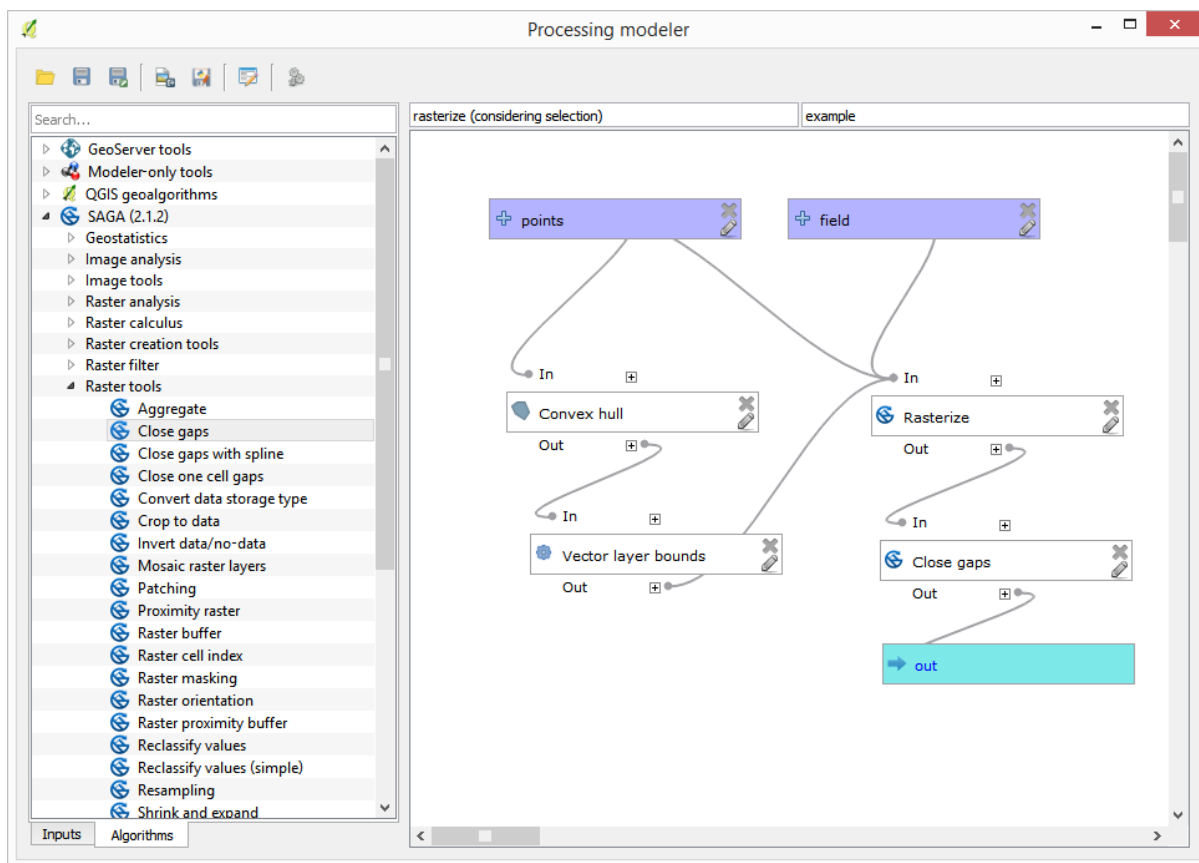 Processing modeler
Search...
rasterize (considering selection)
example
GeoServer tools
Modeler-only tools
QGIS geoalgorithms
SAGA (2.1.2)
Geostatistics
Image analysis
Image tools
Raster analysis
Raster calculus
Raster creation tools
Raster filter
Raster tools
Aggregate
Close gaps
Close gaps with spline
Close one cell gaps
Convert data storage type
Crop to data
Invert data/no-data
Mosaic raster layers
Patching
Proximity raster
Raster buffer
Raster cell index
Raster masking
Raster orientation
Raster proximity buffer
Reclassify values
Reclassify values (simple)
Resampling
Shrink and expand
Inputs
Algorithms
points
field
In
Convex hull
Out
In
Rasterize
Out
In
Vector layer bounds
Out
In
Close gaps
Out
out